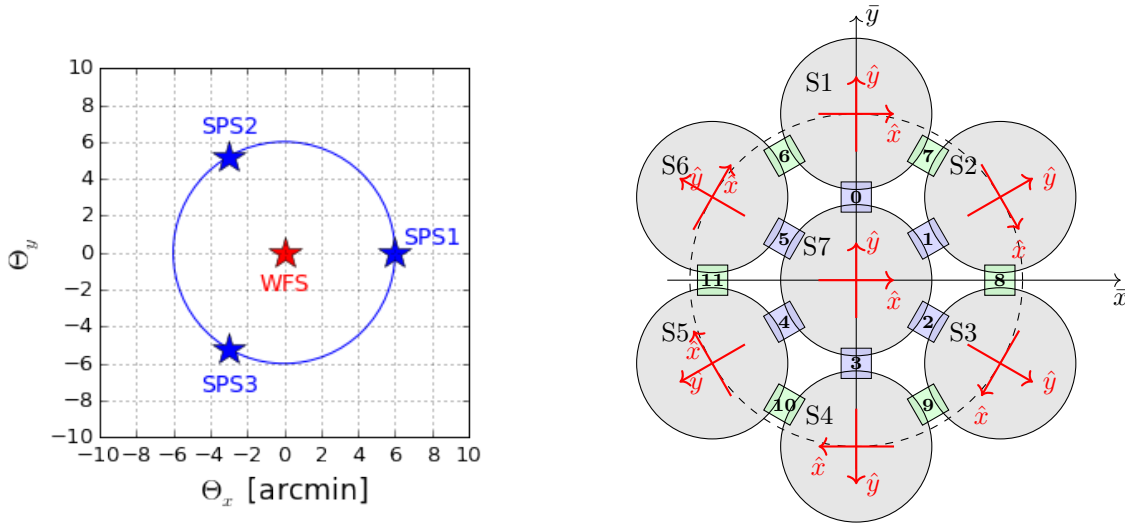 10
8
6
4
2
0
−2
−4
−6
−8
−10
−10 −8 −6 −4 −2 0 2 4 6 8 10
Θy
Θx [arcmin]
SPS2
SPS1
WFS
SPS3
ȳ
x̄
S1
ŷ
x̂
6
7
S6
S2
ŷ
x̂
ŷ
x̂
0
5
1
S7
ŷ
x̂
11
8
4
2
3
S5
S3
x̂
ŷ
ŷ
x̂
10
9
S4
x̂
ŷ